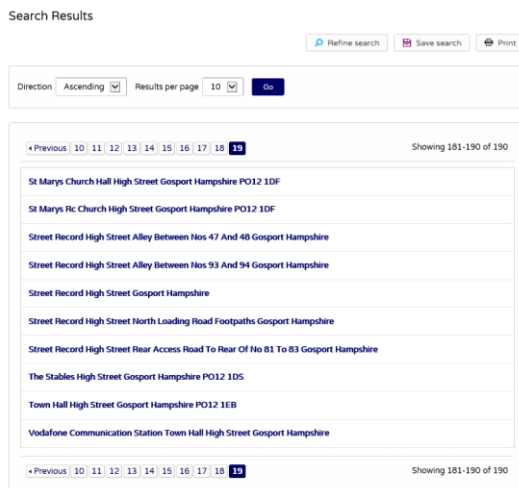 Search Results
Refine search Save search Print
Direction Ascending Results per page 10 Go
Previous 10 11 12 13 14 15 16 17 18 19 Showing 181-190 of 190
St Marys Church Hall High Street Gosport Hampshire PO12 1DF
St Marys Rc Church High Street Gosport Hampshire PO12 1DF
Street Record High Street Alley Between Nos 47 And 48 Gosport Hampshire
Street Record High Street Alley Between Nos 93 And 94 Gosport Hampshire
Street Record High Street Gosport Hampshire
Street Record High Street North Loading Road Footpaths Gosport Hampshire
Street Record High Street Rear Access Road To Rear Of No 81 To 83 Gosport Hampshire
The Stables High Street Gosport Hampshire PO12 1DS
Town Hall High Street Gosport Hampshire PO12 1EB
Vodafone Communication Station Town Hall High Street Gosport Hampshire
Previous 10 11 12 13 14 15 16 17 18 19 Showing 181-190 of 190